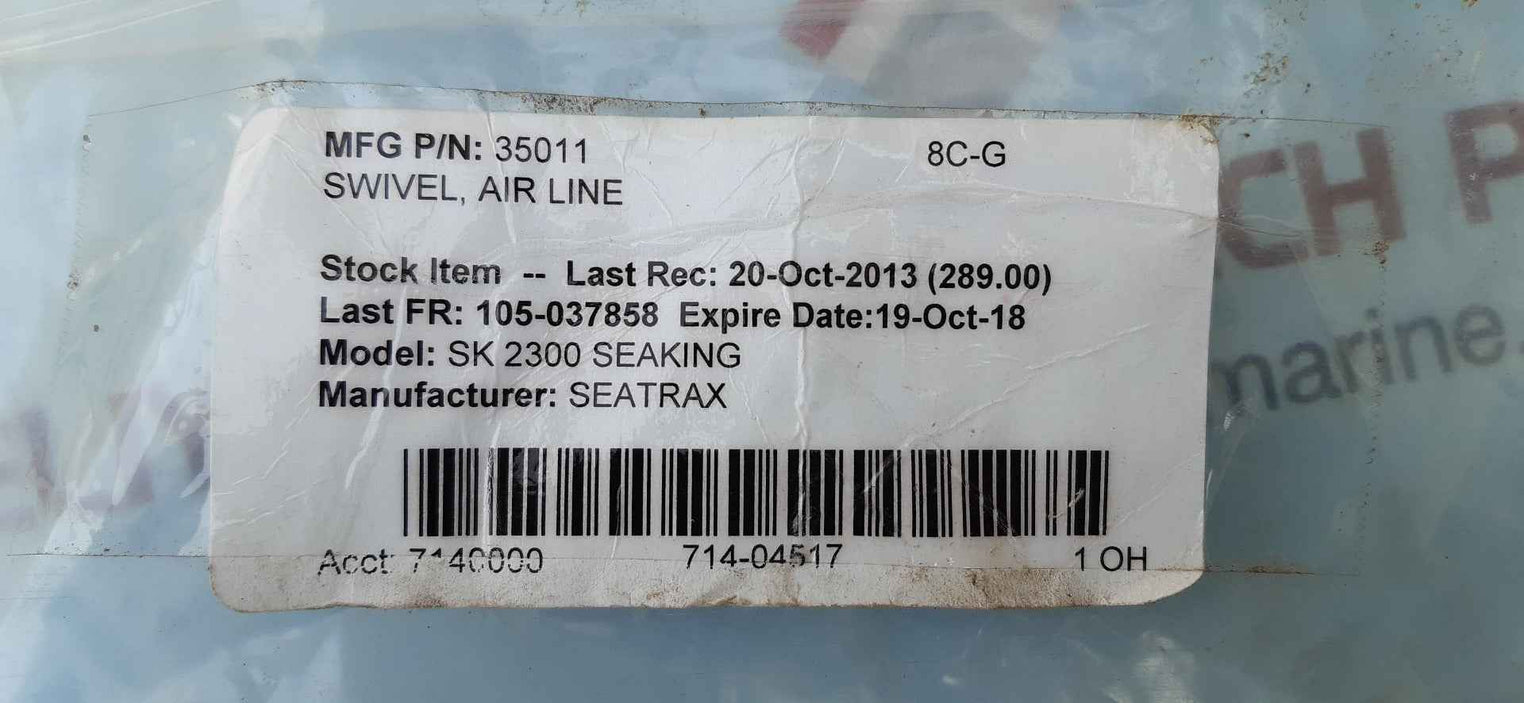 MFG P/N: 35011 8C-G
SWIVEL, AIR LINE
Stock Item -- Last Rec: 20-Oct-2013 (289.00)
Last FR: 105-037858 Expire Date:19-Oct-18
Model: SK 2300 SEAKING
Manufacturer: SEATRAX
Acct: 7140000 714-04517 1 OH
CH P
marine.